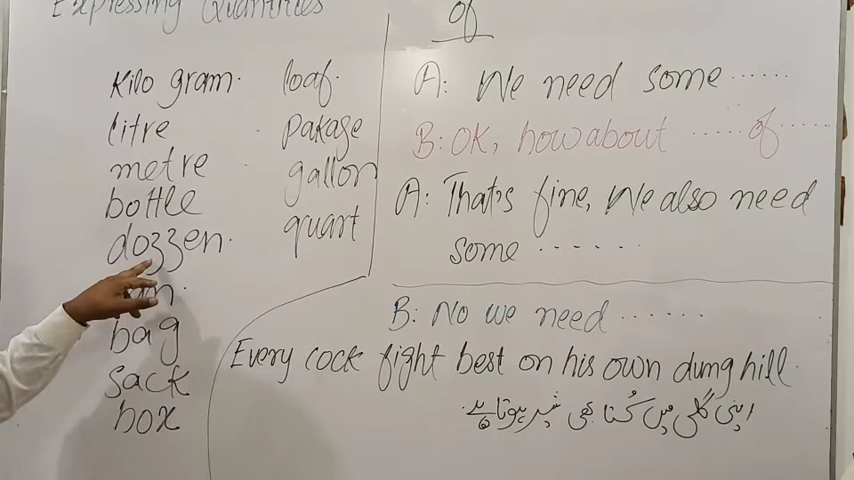 Expressing Quantities
Kilo gram.
litre
metre
bottle
dozzen.
bag
sack
box
loaf.
pakage
gallon
quart
of
A: We need some ......
B: OK, how about ..... of .....
A: That's fine, We also need
some ......
B: No we need ......
Every cock fight best on his own dung hill.
اپنی گلی میں کُتا بھی شیر ہوتا ہے۔